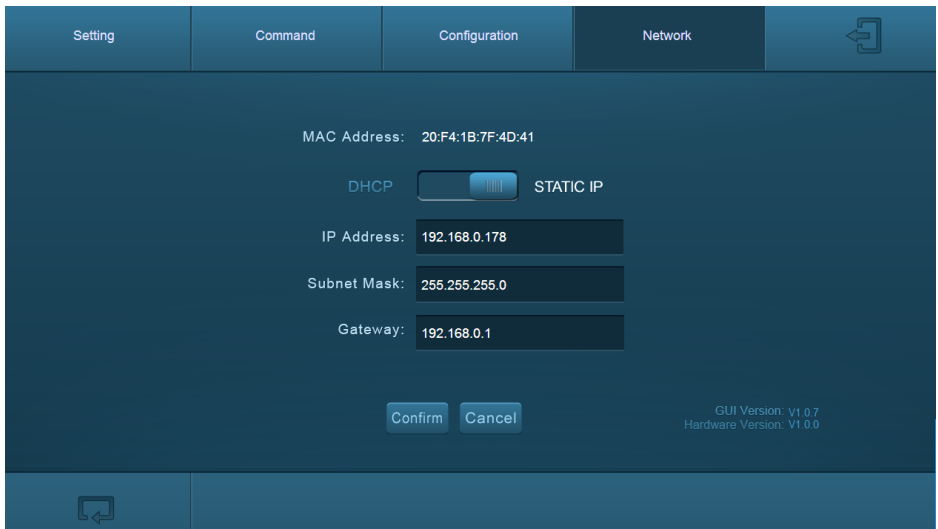 Setting Command Configuration Network
MAC Address: 20:F4:1B:7F:4D:41
DHCP STATIC IP
IP Address: 192.168.0.178
Subnet Mask: 255.255.255.0
Gateway: 192.168.0.1
Confirm Cancel
GUI Version: V1.0.7
Hardware Version: V1.0.0